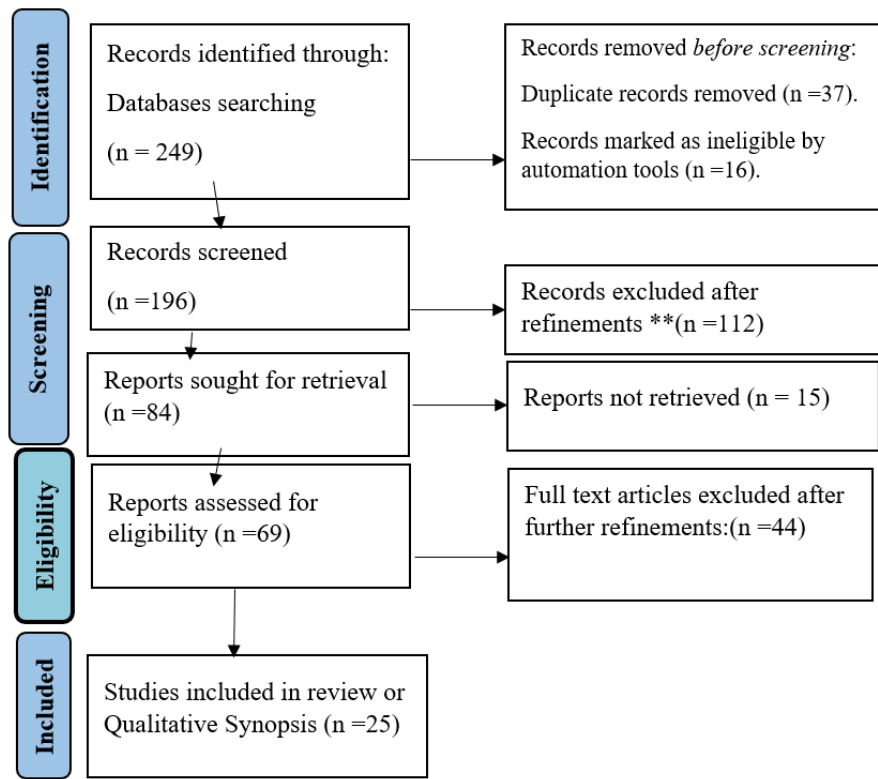 Identification
Records identified through:
Databases searching
(n = 249)
Records removed before screening:
Duplicate records removed (n =37).
Records marked as ineligible by
automation tools (n =16).
Screening
Records screened
(n =196)
Records excluded after
refinements **(n =112)
Reports sought for retrieval
(n =84)
Reports not retrieved (n = 15)
Eligibility
Reports assessed for
eligibility (n =69)
Full text articles excluded after
further refinements:(n =44)
Included
Studies included in review or
Qualitative Synopsis (n =25)